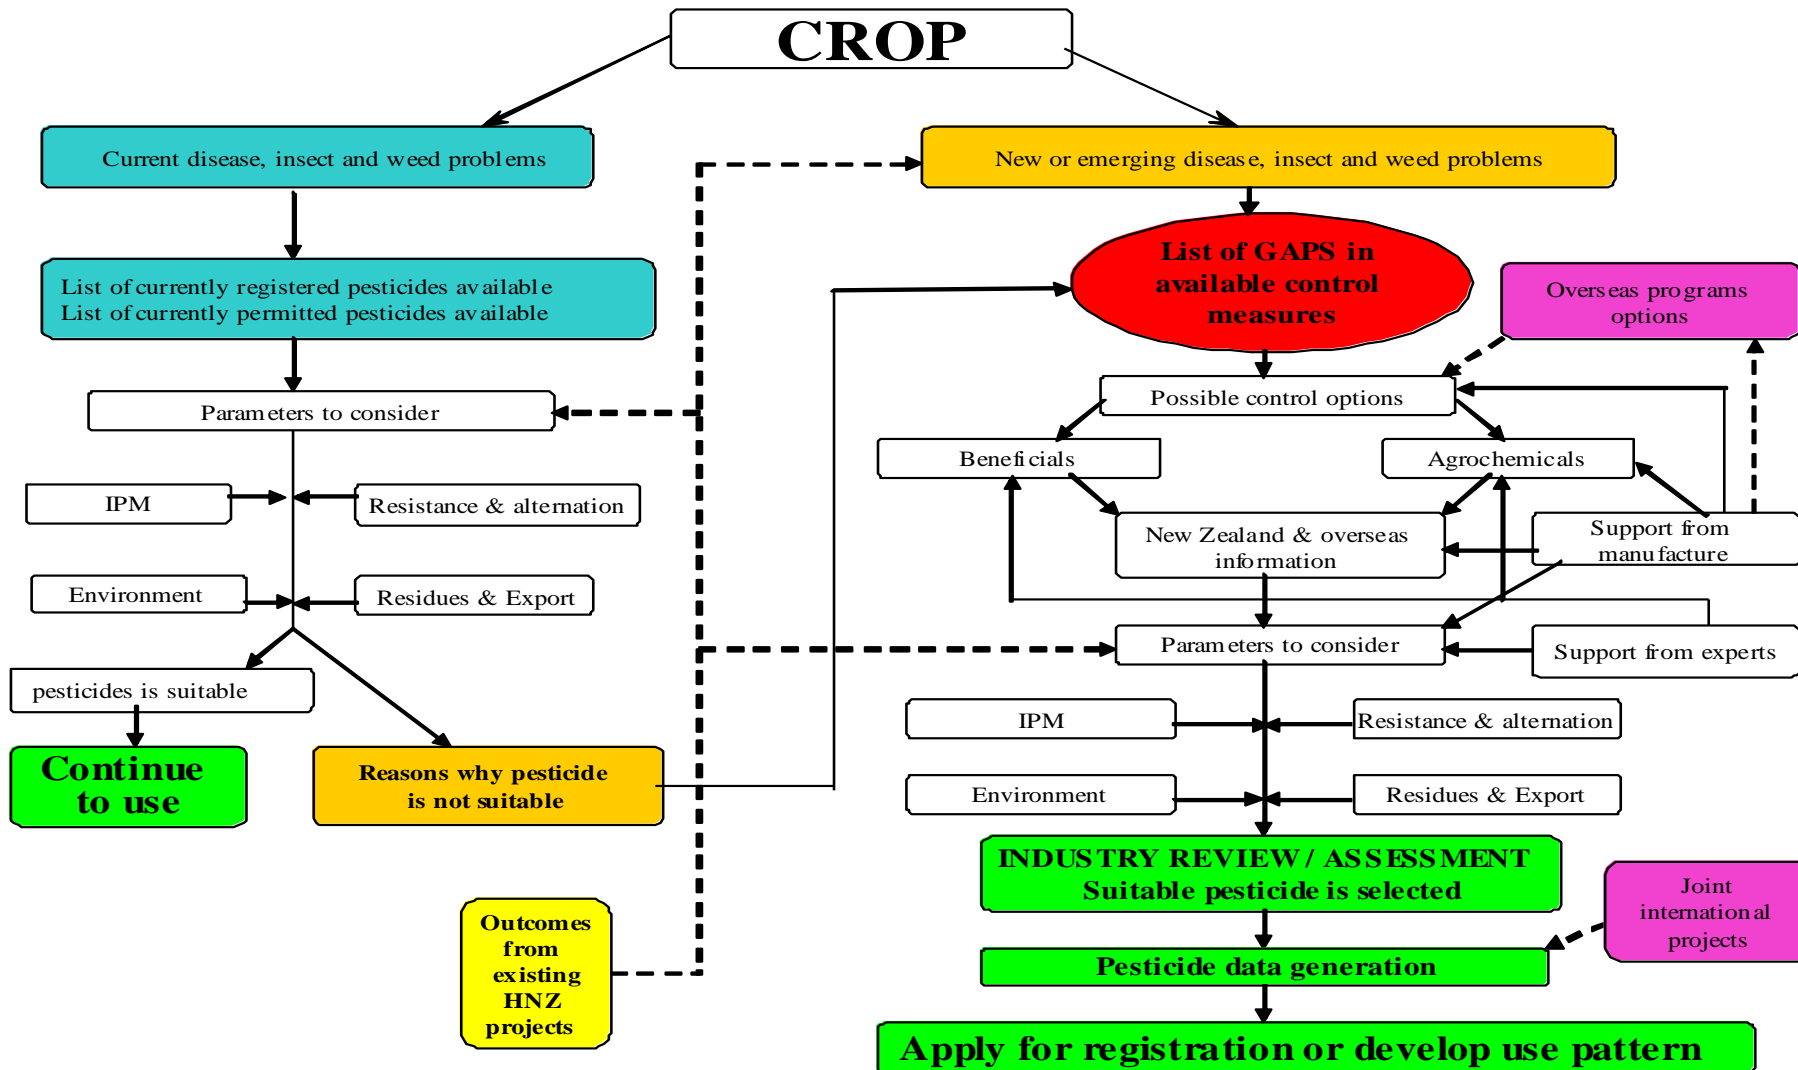 CROP
Current disease, insect and weed problems
New or emerging disease, insect and weed problems
List of currently registered pesticides available
List of currently permitted pesticides available
List of GAPS in
available control
measures
Overseas programs
options
Parameters to consider
Possible control options
Beneficials
Agrochemicals
IPM
Resistance & alternation
New Zealand & overseas
information
Support from
manufacture
Environment
Residues & Export
Parameters to consider
Support from experts
pesticides is suitable
IPM
Resistance & alternation
Continue
to use
Reasons why pesticide
is not suitable
Environment
Residues & Export
INDUSTRY REVIEW / ASSESSMENT
Suitable pesticide is selected
Outcomes
from
existing
HNZ
projects
Joint
international
projects
Pesticide data generation
Apply for registration or develop use pattern